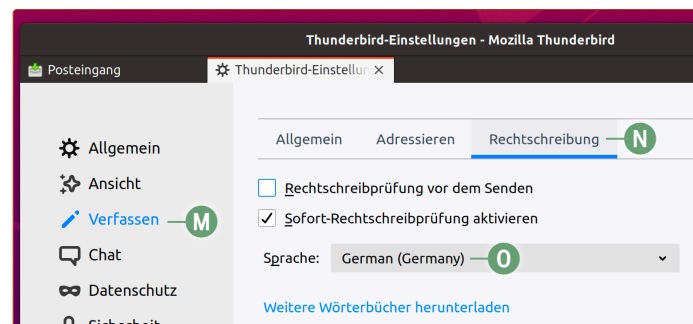 Thunderbird-Einstellungen - Mozilla Thunderbird
Posteingang
Thunderbird-Einstellun
Allgemein Adressieren Rechtschreibung N
Allgemein
Ansicht
Verfassen M
Chat
Datenschutz
Sicherheit
Rechtschreibprüfung vor dem Senden
Sofort-Rechtschreibprüfung aktivieren
Sprache: German (Germany) O
Weitere Wörterbücher herunterladen